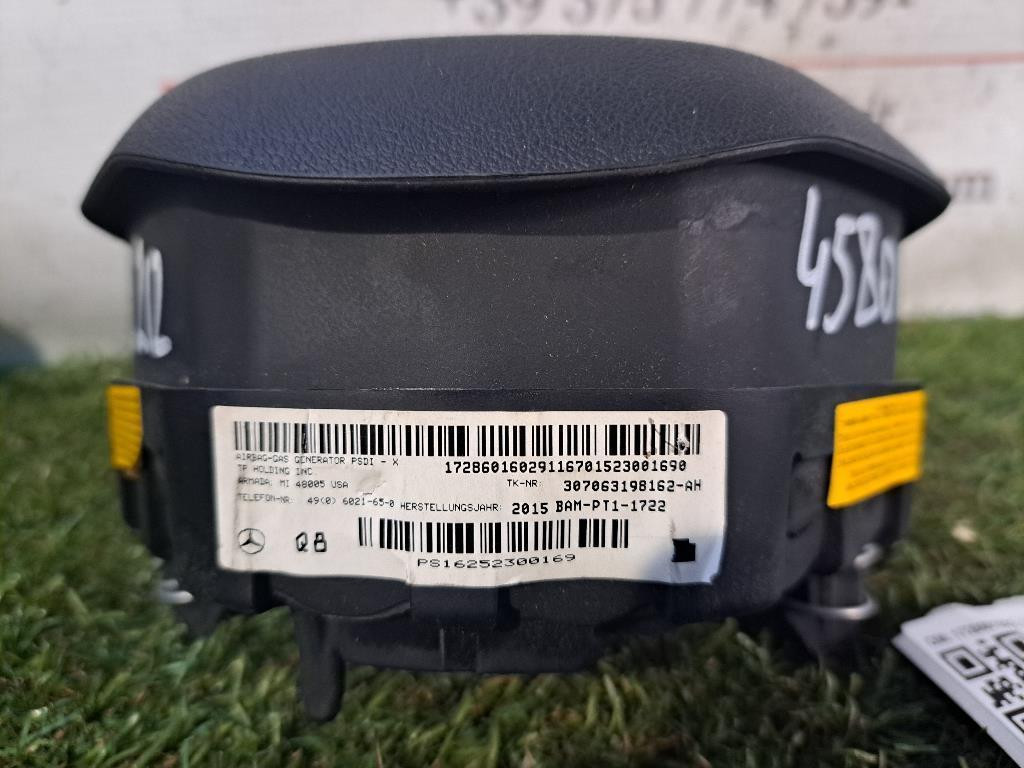 212
4580
17286016029116701523001690
AIRBAG-GAS GENERATOR PSDI - X
TP HOLDING INC.
TK-NR: 307063198162-AH
ARMADA, MI 48005 USA
TELEFON-NR: 49(0) 6021-65-0 HERSTELLUNGSJAHR: 2015 BAM-PT1-1722
Q8
PS16252300169